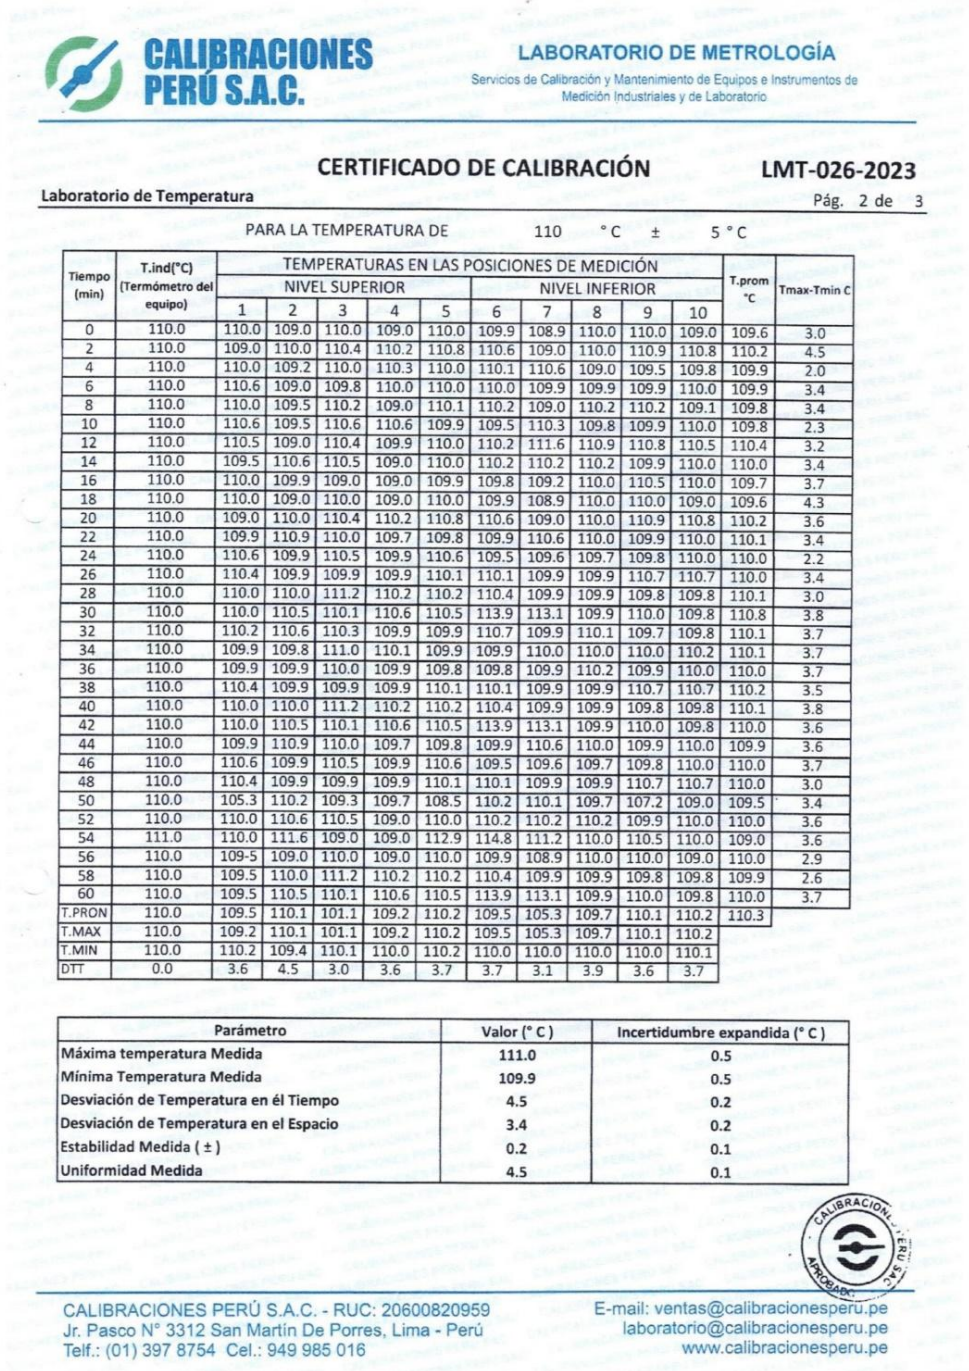 CALIBRACIONES
PERÚ S.A.C.
LABORATORIO DE METROLOGÍA
Servicios de Calibración y Mantenimiento de Equipos e Instrumentos de
Medición Industriales y de Laboratorio
CERTIFICADO DE CALIBRACIÓN LMT-026-2023
Laboratorio de Temperatura Pág. 2 de 3
PARA LA TEMPERATURA DE 110 °C ± 5 °C
Tiempo (min) T.ind(°C) (Termómetro del equipo) TEMPERATURAS EN LAS POSICIONES DE MEDICIÓN T.prom °C Tmax-Tmin C
NIVEL SUPERIOR NIVEL INFERIOR
1 2 3 4 5 6 7 8 9 10
0 110.0 110.0 109.0 110.0 109.0 110.0 109.9 108.9 110.0 110.0 109.0 109.6 3.0
2 110.0 109.0 110.0 110.4 110.2 110.8 110.6 109.0 110.0 110.9 110.8 110.2 4.5
4 110.0 110.0 109.2 110.0 110.3 110.0 110.1 110.6 109.0 109.5 109.8 109.9 2.0
6 110.0 110.6 109.0 109.8 110.0 110.0 110.0 109.9 109.9 109.9 110.0 109.9 3.4
8 110.0 110.0 109.5 110.2 109.0 110.1 110.2 109.0 110.2 110.2 109.1 109.8 3.4
10 110.0 110.6 109.5 110.6 110.6 109.9 109.5 110.3 109.8 109.9 110.0 109.8 2.3
12 110.0 110.5 109.0 110.4 109.9 110.0 110.2 111.6 110.9 110.8 110.5 110.4 3.2
14 110.0 109.5 110.6 110.5 109.0 110.0 110.2 110.2 110.2 109.9 110.0 110.0 3.4
16 110.0 110.0 109.9 109.0 109.0 109.9 109.8 109.2 110.0 110.5 110.0 109.7 3.7
18 110.0 110.0 109.0 110.0 109.0 110.0 109.9 108.9 110.0 110.0 109.0 109.6 4.3
20 110.0 109.0 110.0 110.4 110.2 110.8 110.6 109.0 110.0 110.9 110.8 110.2 3.6
22 110.0 109.9 110.9 110.0 109.7 109.8 109.9 110.6 110.0 109.9 110.0 110.1 3.4
24 110.0 110.6 109.9 110.5 109.9 110.6 109.5 109.6 109.7 109.8 110.0 110.0 2.2
26 110.0 110.4 109.9 109.9 109.9 110.1 110.1 109.9 109.9 110.7 110.7 110.0 3.4
28 110.0 110.0 110.0 111.2 110.2 110.2 110.4 109.9 109.9 109.8 109.8 110.1 3.0
30 110.0 110.0 110.5 110.1 110.6 110.5 113.9 113.1 109.9 110.0 109.8 110.8 3.8
32 110.0 110.2 110.6 110.3 109.9 109.9 110.7 109.9 110.1 109.7 109.8 110.1 3.7
34 110.0 109.9 109.8 111.0 110.1 109.9 109.9 110.0 110.0 110.0 110.2 110.1 3.7
36 110.0 109.9 109.9 110.0 109.9 109.8 109.8 109.9 110.2 109.9 110.0 110.0 3.7
38 110.0 110.4 109.9 109.9 109.9 110.1 110.1 109.9 109.9 110.7 110.7 110.2 3.5
40 110.0 110.0 110.0 111.2 110.2 110.2 110.4 109.9 109.9 109.8 109.8 110.1 3.8
42 110.0 110.0 110.5 110.1 110.6 110.5 113.9 113.1 109.9 110.0 109.8 110.0 3.6
44 110.0 109.9 110.9 110.0 109.7 109.8 109.9 110.6 110.0 109.9 110.0 109.9 3.6
46 110.0 110.6 109.9 110.5 109.9 110.6 109.5 109.6 109.7 109.8 110.0 110.0 3.7
48 110.0 110.4 109.9 109.9 109.9 110.1 110.1 109.9 109.9 110.7 110.7 110.0 3.0
50 110.0 105.3 110.2 109.3 109.7 108.5 110.2 110.1 109.7 107.2 109.0 109.5 3.4
52 110.0 110.0 110.6 110.5 109.0 110.0 110.2 110.2 110.2 109.9 110.0 110.0 3.6
54 111.0 110.0 111.6 109.0 109.0 112.9 114.8 111.2 110.0 110.5 110.0 109.0 3.6
56 110.0 109-5 109.0 110.0 109.0 110.0 109.9 108.9 110.0 110.0 109.0 110.0 2.9
58 110.0 109.5 110.0 111.2 110.2 110.2 110.4 109.9 109.9 109.8 109.8 109.9 2.6
60 110.0 109.5 110.5 110.1 110.6 110.5 113.9 113.1 109.9 110.0 109.8 110.0 3.7
T.PRON 110.0 109.5 110.1 101.1 109.2 110.2 109.5 105.3 109.7 110.1 110.2 110.3
T.MAX 110.0 109.2 110.1 101.1 109.2 110.2 109.5 105.3 109.7 110.1 110.2
T.MIN 110.0 110.2 109.4 110.1 110.0 110.2 110.0 110.0 110.0 110.0 110.1
DTT 0.0 3.6 4.5 3.0 3.6 3.7 3.7 3.1 3.9 3.6 3.7
Parámetro Valor (° C ) Incertidumbre expandida (° C )
Máxima temperatura Medida 111.0 0.5
Mínima Temperatura Medida 109.9 0.5
Desviación de Temperatura en él Tiempo 4.5 0.2
Desviación de Temperatura en el Espacio 3.4 0.2
Estabilidad Medida ( ± ) 0.2 0.1
Uniformidad Medida 4.5 0.1
CALIBRACIONES PERU SAC
APROBADO
CALIBRACIONES PERÚ S.A.C. - RUC: 20600820959
Jr. Pasco N° 3312 San Martín De Porres, Lima - Perú
Telf.: (01) 397 8754 Cel.: 949 985 016
E-mail: ventas@calibracionesperu.pe
laboratorio@calibracionesperu.pe
www.calibracionesperu.pe